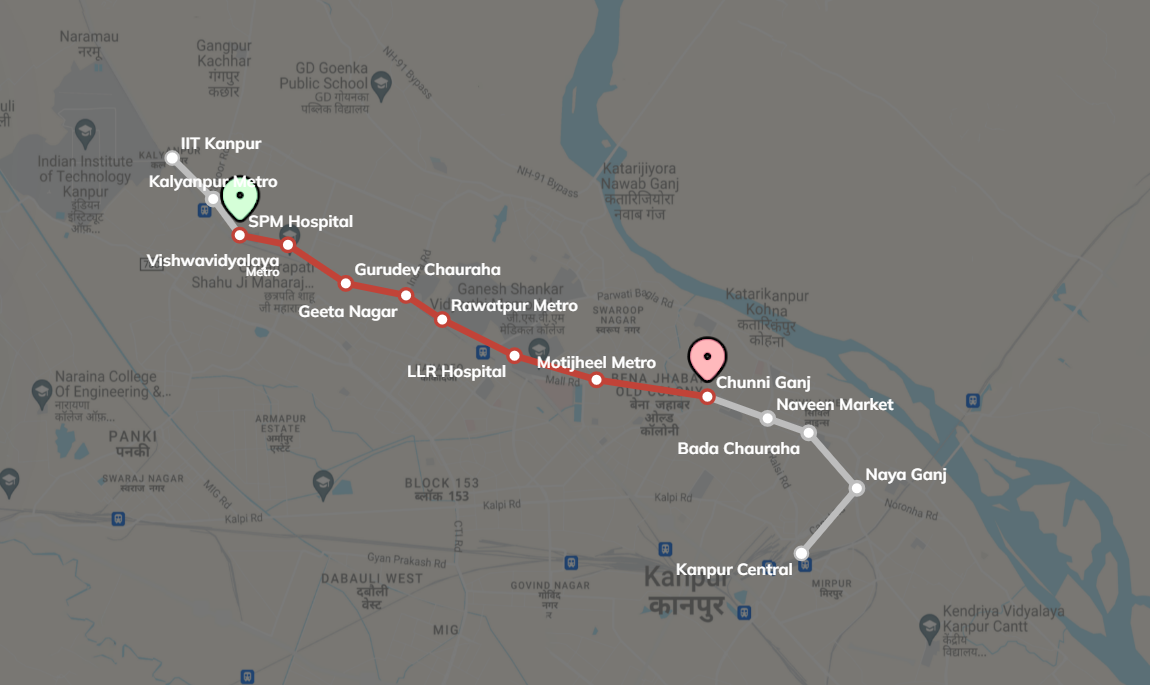 Naramau
नरमू
Gangpur
Kachhar
गंगपुर
कछार
NH-91 Bypass
GD Goenka
Public School
GD गोयनका
पब्लिक विद्यालय
IIT Kanpur
Indian Institute
of Technology
Kanpur
इंडियन
इंस्टिट्यूट
ऑफ़...
Kalyanpur Metro
NH-91 Bypass
Katarijiyora
Nawab Ganj
कतारिजियोरा
नवाब गंज
SPM Hospital
Vishwavidyalaya
Metro
Shahu Ji Maharaj...
छत्रपति शाहू
जी महारा
Gurudev Chauraha
Geeta Nagar
Ganesh Shankar
Rawatpur Metro
जी.एस.पी.एम
मेडिकल कॉलेज
Parwati Bagla Rd
SWAROOP
NAGAR
स्वरूप नगर
Katarikanpur
Kohna
कतारिकपुर
कोहना
LLR Hospital
Motijheel Metro
Mall Rd
BENA JHABAR
OLD COLONY
बेना जहाबर
ओल्ड
कॉलोनी
Chunni Ganj
Naveen Market
Bada Chauraha
Naya Ganj
Noronha Rd
Kanpur Central
Naraina College
Of Engineering &...
नारायणा
कॉलेज ऑफ़...
ARMAPUR
ESTATE
अर्मापुर
एस्टेट
PANKI
पनकी
SWARAJ NAGAR
स्वराज नगर
MIG Rd
Kalpi Rd
BLOCK 153
ब्लॉक 153
Kalpi Rd
Kalpi Rd
CTI Rd
Gyan Prakash Rd
DABAULI WEST
दबौली
वेस्ट
GOVIND NAGAR
गोविंद
नगर
न
MIG
Kanpur
कानपुर
MIRPUR
मिरपुर
Kendriya Vidyalaya
Kanpur Cantt
केंद्रीय
विद्यालय...